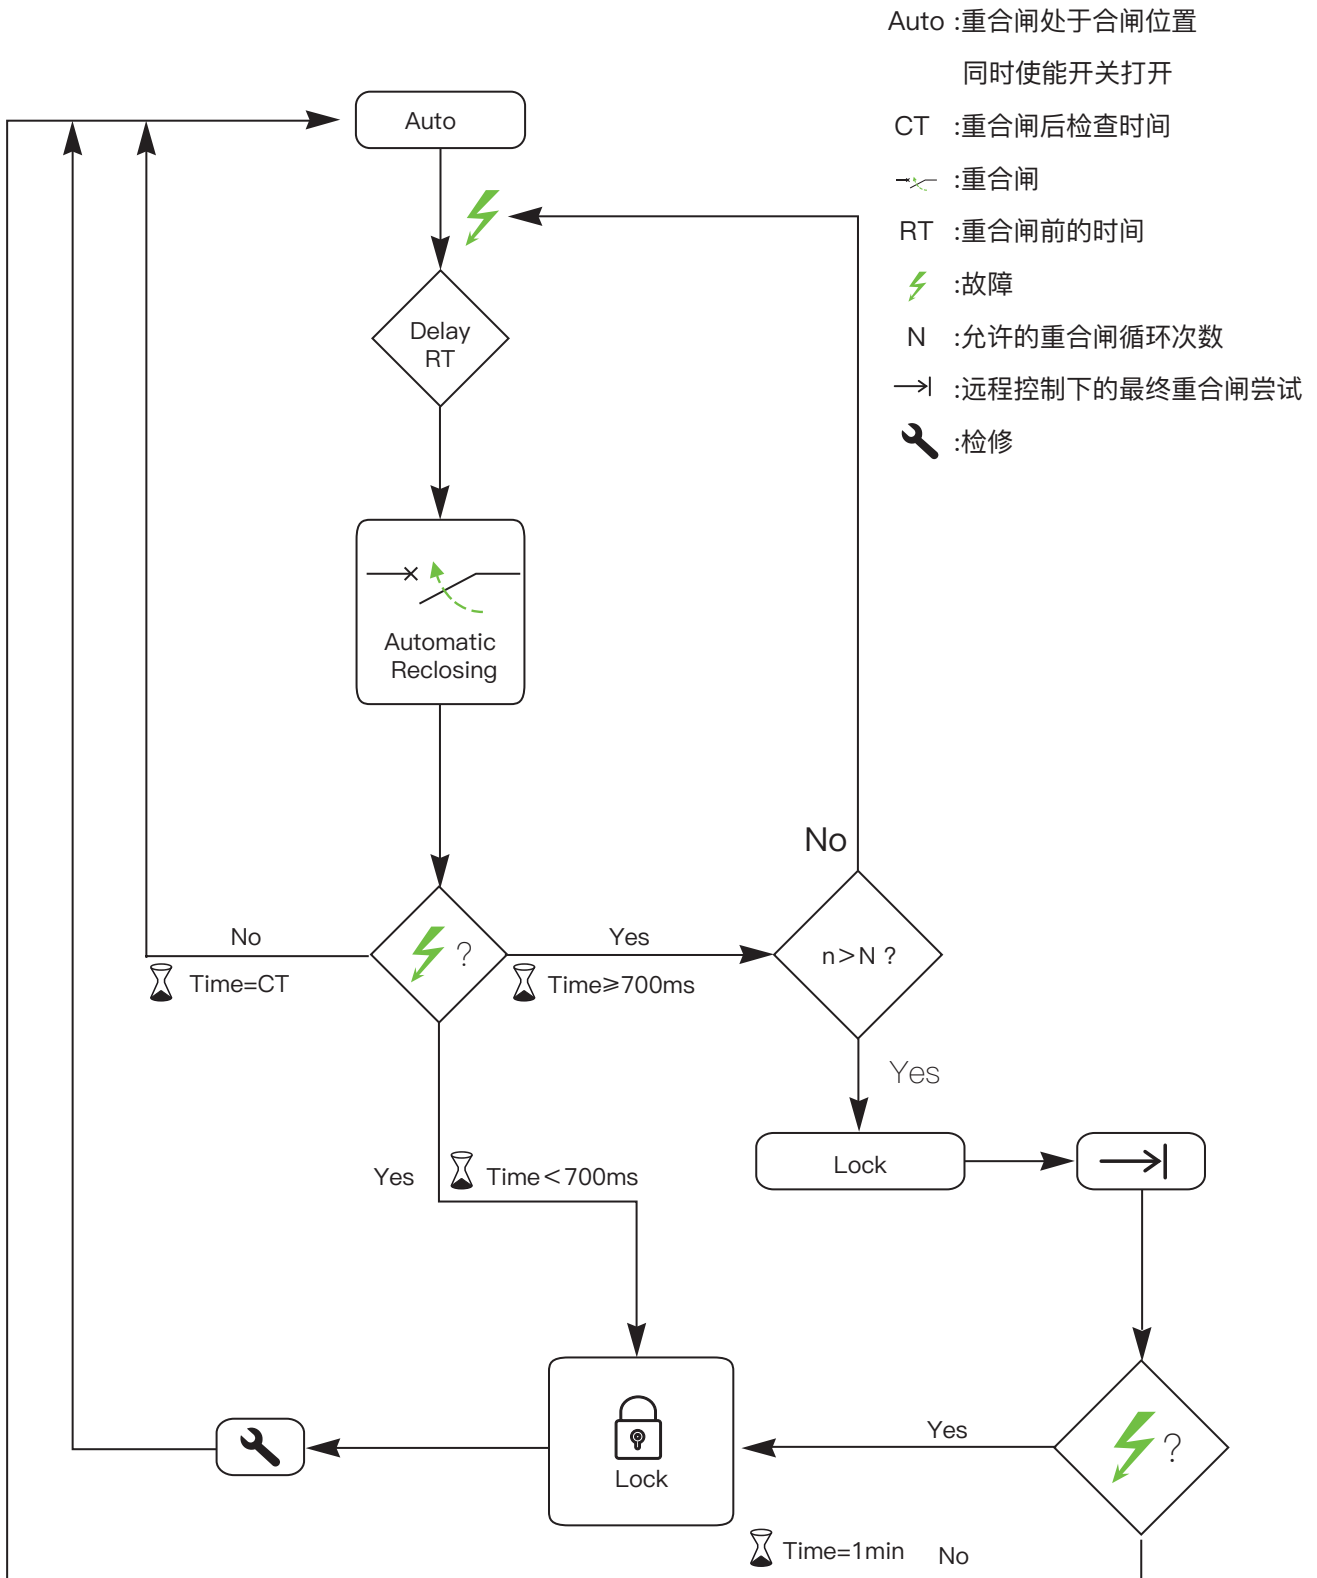 Auto :重合闸处于合闸位置
同时使能开关打开
CT :重合闸后检查时间
:重合闸
RT :重合闸前的时间
:故障
N :允许的重合闸循环次数
:远程控制下的最终重合闸尝试
:检修
Auto
Delay
RT
Automatic
Reclosing
No
No
?
Yes
n>N ?
Time=CT
Time≥700ms
Yes
Lock
Yes
Time<700ms
Yes
?
Lock
Time=1min
No